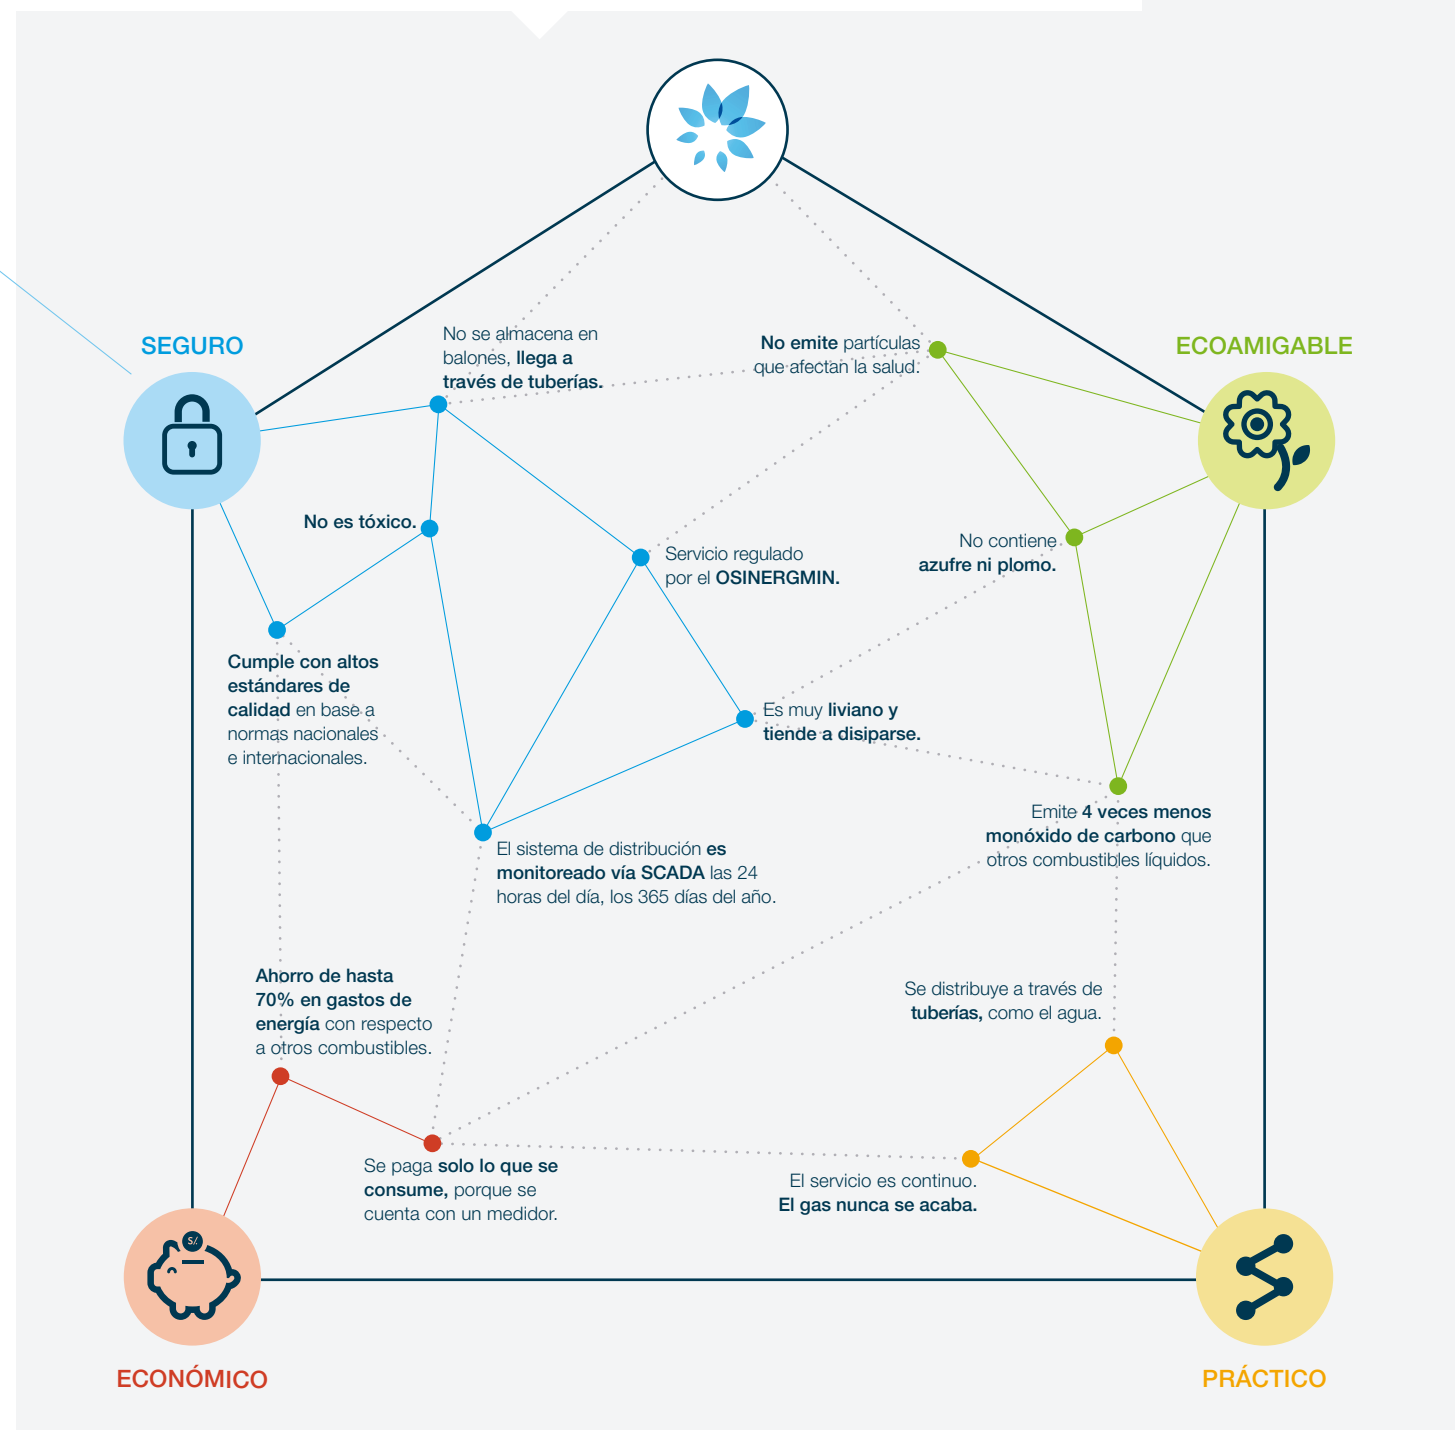 SEGURO
ECOAMIGABLE
No se almacena en
balones, llega a
través de tuberías.
No emite partículas
que afectan la salud.
No es tóxico.
Servicio regulado
por el OSINERGMIN.
No contiene
azufre ni plomo.
Cumple con altos
estándares de
calidad en base a
normas nacionales
e internacionales.
Es muy liviano y
tiende a disiparse.
Emite 4 veces menos
monóxido de carbono que
otros combustibles líquidos.
El sistema de distribución es
monitoreado vía SCADA las 24
horas del día, los 365 días del año.
Ahorro de hasta
70% en gastos de
energía con respecto
a otros combustibles.
Se distribuye a través de
tuberías, como el agua.
Se paga solo lo que se
consume, porque se
cuenta con un medidor.
El servicio es continuo.
El gas nunca se acaba.
S/.
ECONÓMICO
PRÁCTICO